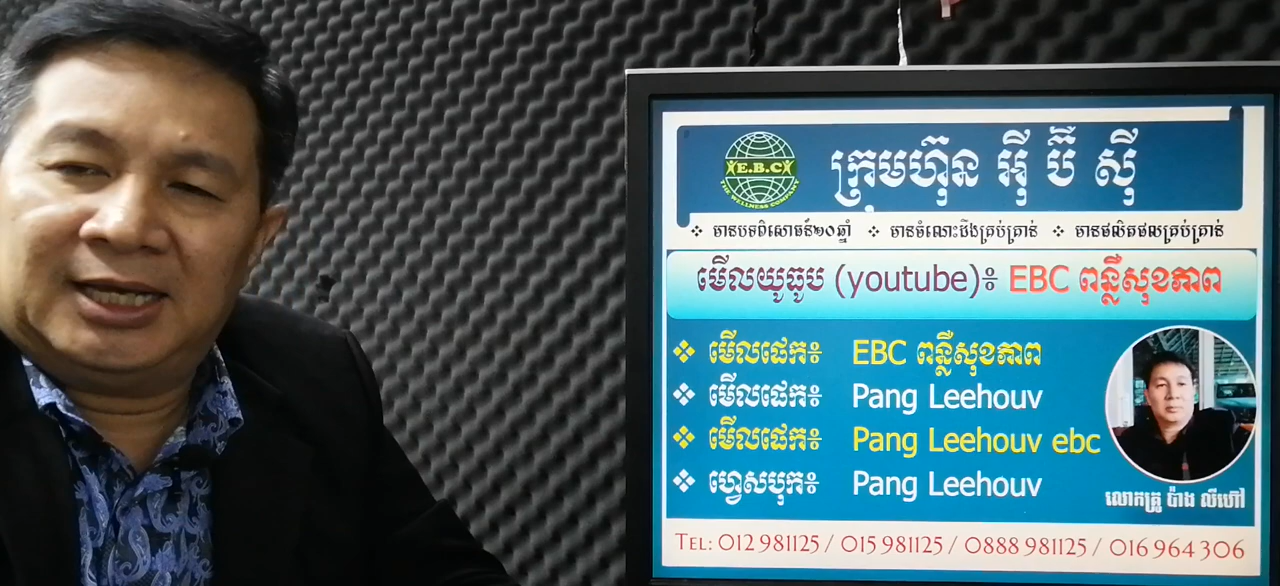 E.B.C
THE WELLNESS COMPANY
ក្រុមហ៊ុន អ៊ី ប៊ី ស៊ី
❖ មានបទពិសោធន៍២០ឆ្នាំ ❖ មានចំណេះដឹងគ្រប់គ្រាន់ ❖ មានផលិតផលគ្រប់គ្រាន់
មើលយូធូប (youtube)៖ EBC ពន្លឺសុខភាព
❖ មើលផេក៖ EBC ពន្លឺសុខភាព
❖ មើលផេក៖ Pang Leehouv
❖ មើលផេក៖ Pang Leehouv ebc
❖ ហ្វេសបុក៖ Pang Leehouv
លោកគ្រូ ប៉ាង លីហ៊ៅ
TEL: 012 981125 / 015 981125 / 0888 981125 / 016 964 306